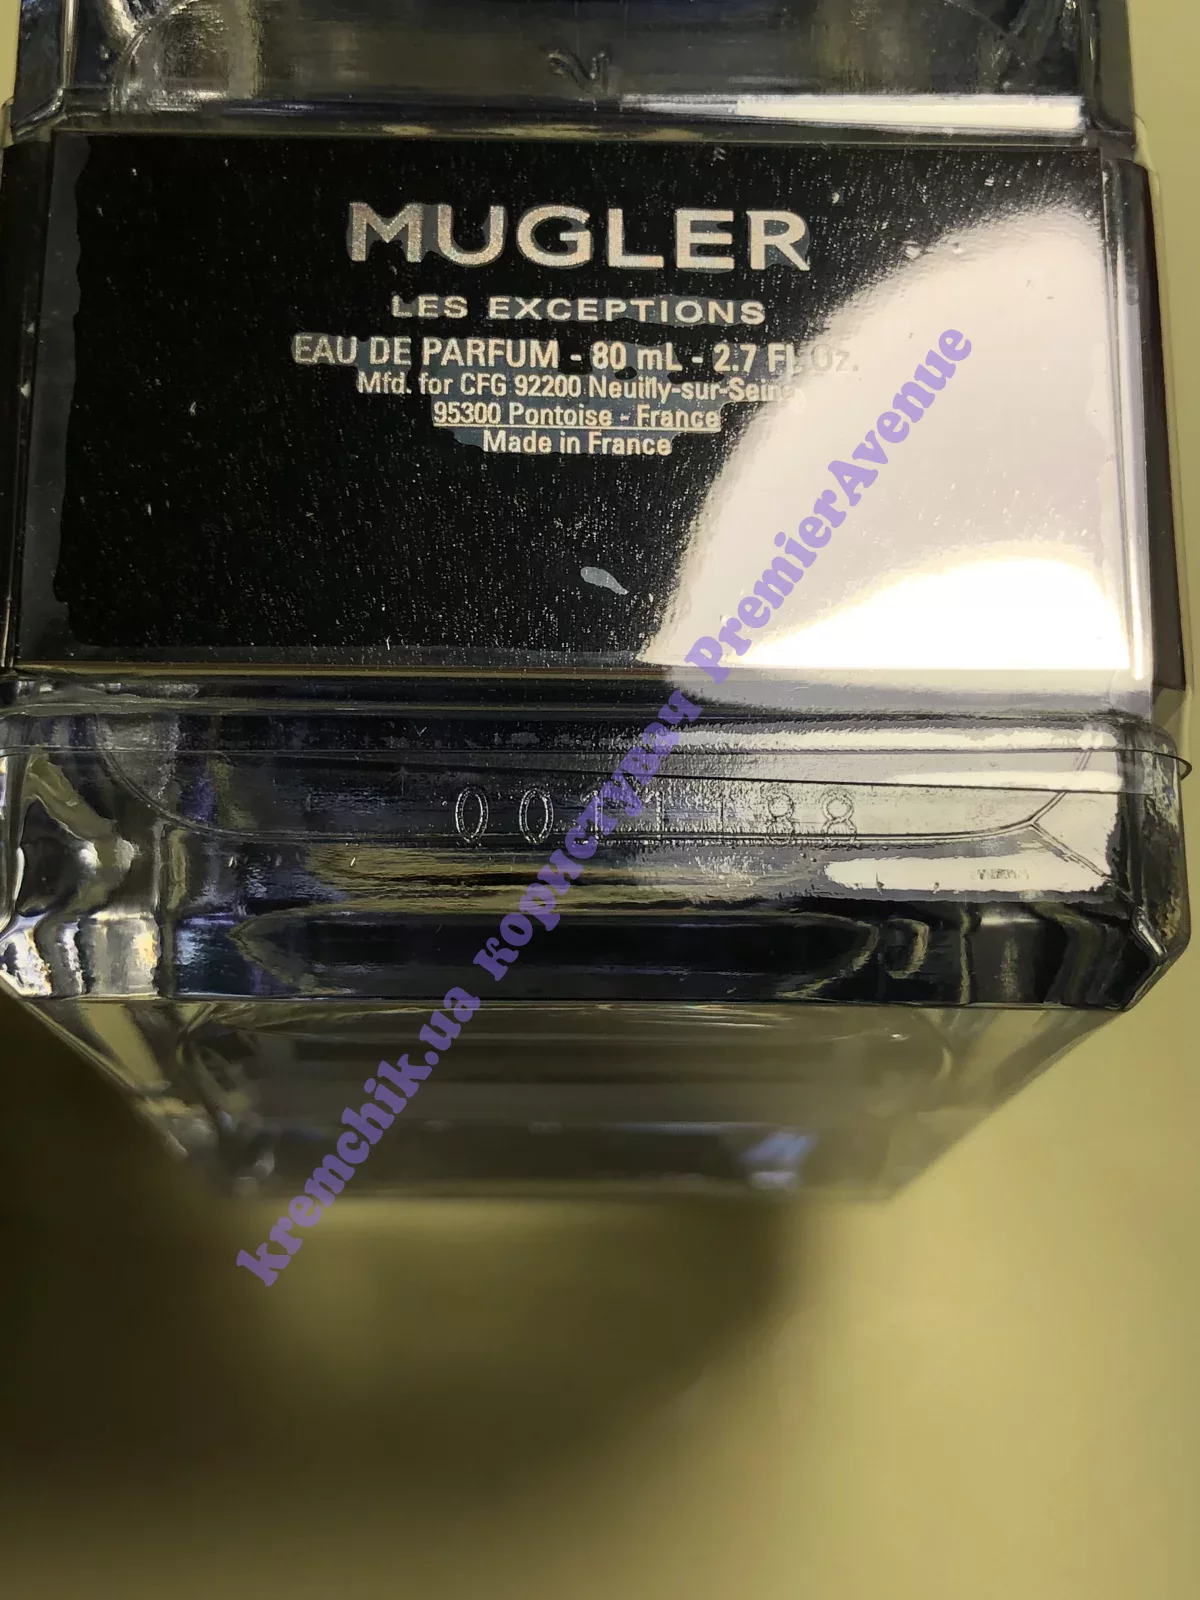 MUGLER
LES EXCEPTIONS
EAU DE PARFUM - 80 mL - 2.7 Fl. Oz.
Mfd. for CFG 92200 Neuilly-sur-Seine
95300 Pontoise - France
Made in France
kremchik.ua користувач PremierAvenue